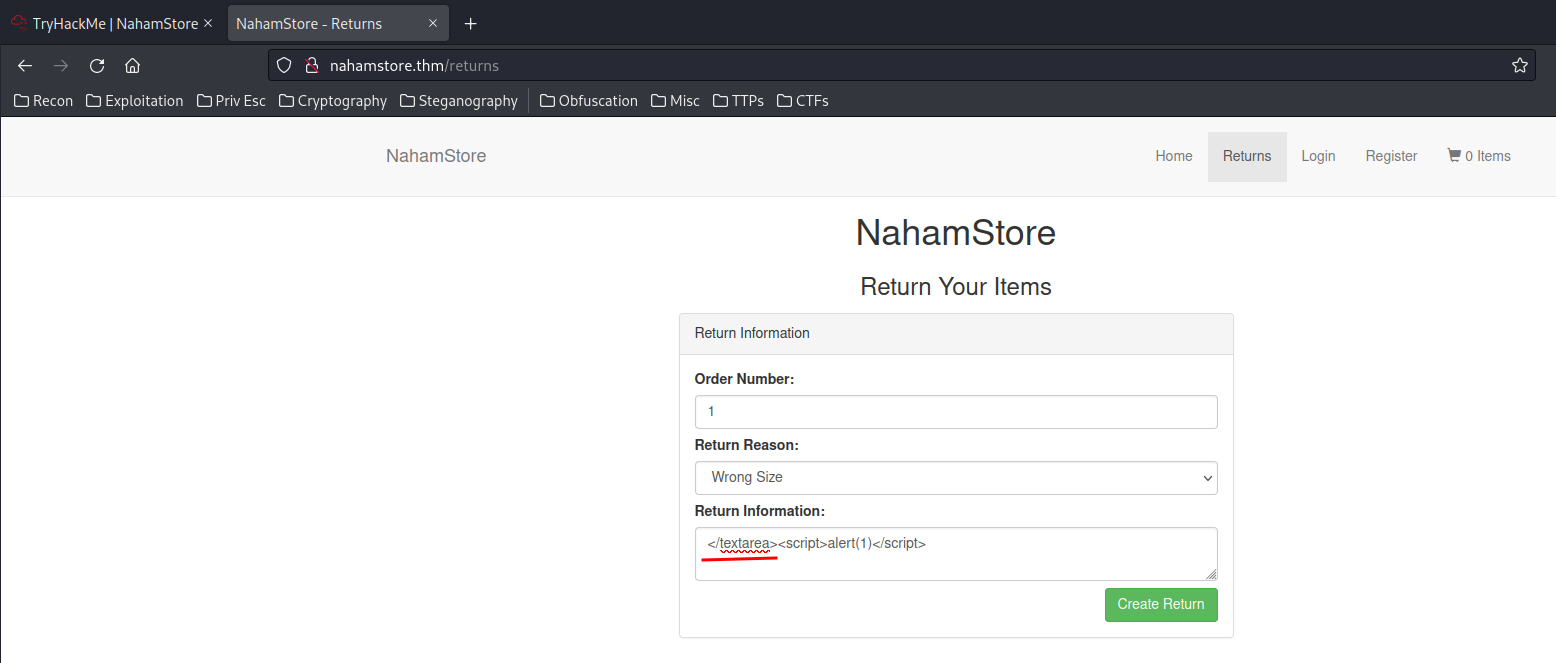 TryHackMe | NahamStore
NahamStore - Returns
nahamstore.thm/returns
Recon Exploitation Priv Esc Cryptography Steganography Obfuscation Misc TTPs CTFs
NahamStore Home Returns Login Register 0 Items
NahamStore
Return Your Items
Return Information
Order Number:
1
Return Reason:
Wrong Size
Return Information:
</textarea><script>alert(1)</script>
Create Return